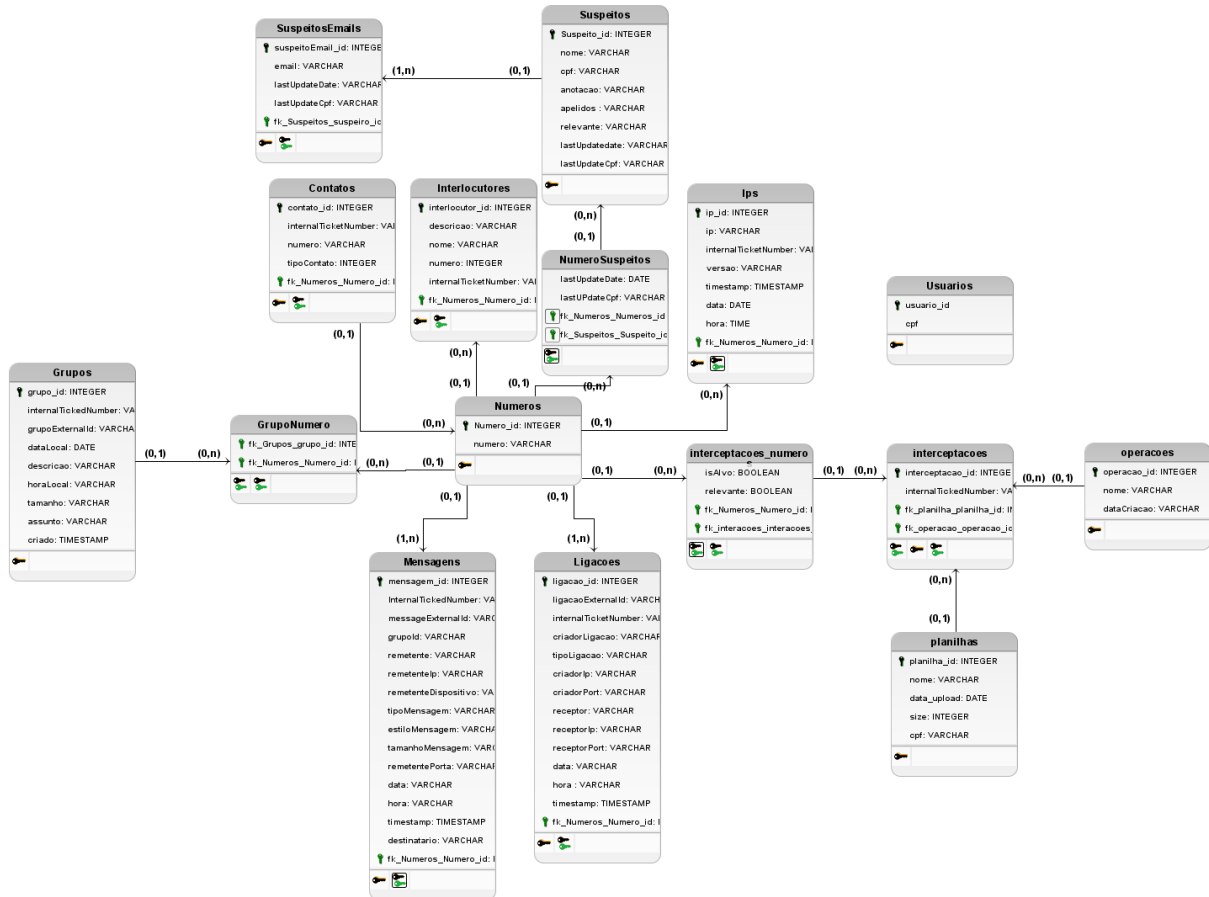 Suspeitos
Suspeito_id: INTEGER
nome: VARCHAR
cpf: VARCHAR
anotacao: VARCHAR
apelidos : VARCHAR
relevante: VARCHAR
lastUpdatedate: VARCHAR
lastUpdateCpf: VARCHAR
SuspeitosEmails
suspeitoEmail_id: INTEGE
email: VARCHAR
lastUpdateDate: VARCHAR
lastUpdateCpf: VARCHAR
fk_Suspeitos_suspeiro_id
(1,n)
(0,1)
Contatos
contato_id: INTEGER
internalTicketNumber: VAI
numero: VARCHAR
tipoContato: INTEGER
fk_Numeros_Numero_id: I
(0,1)
Interlocutores
interlocutor_id: INTEGER
descricao: VARCHAR
nome: VARCHAR
numero: INTEGER
internalTicketNumber: VAI
fk_Numeros_Numero_id: I
(0,n)
(0,1)
(0,n)
(0,1)
NumeroSuspeitos
lastUpdateDate: DATE
lastUPdateCpf: VARCHAR
fk_Numeros_Numeros_id
fk_Suspeitos_Suspeito_id
(0,1)
(0,n)
Ips
ip_id: INTEGER
ip: VARCHAR
internalTicketNumber: VAI
versao: VARCHAR
timestamp: TIMESTAMP
data: DATE
hora: TIME
fk_Numeros_Numero_id: I
(0,n)
Usuarios
usuario_id
cpf
Grupos
grupo_id: INTEGER
internalTickedNumber: VA
grupoExternalId: VARCHA
dataLocal: DATE
descricao: VARCHAR
horaLocal: VARCHAR
tamanho: VARCHAR
assunto: VARCHAR
criado: TIMESTAMP
(0,1)
(0,n)
GrupoNumero
fk_Grupos_grupo_id: INTE
fk_Numeros_Numero_id: I
(0,n)
(0,n)
(0,1)
Numeros
Numero_id: INTEGER
numero: VARCHAR
(0,1)
(0,1)
(0,n)
interceptacoes_numero
s
isAlvo: BOOLEAN
relevante: BOOLEAN
fk_Numeros_Numero_id: I
fk_interacoes_interacoes_
(0,1)
(0,n)
interceptacoes
interceptacao_id: INTEGE
internalTickedNumber: VA
fk_planilha_planilha_id: II
fk_operacao_operacao_id
(0,n)
(0,1)
operacoes
operacao_id: INTEGER
nome: VARCHAR
dataCriacao: VARCHAR
(0,n)
(0,1)
planilhas
planilha_id: INTEGER
nome: VARCHAR
data_upload: DATE
size: INTEGER
cpf: VARCHAR
(0,1)
(0,1)
(1,n)
(1,n)
Mensagens
mensagem_id: INTEGER
InternalTickedNumber: VA
messageExternalId: VARC
grupoId: VARCHAR
remetente: VARCHAR
remetenteIp: VARCHAR
remetenteDispositivo: VA
tipoMensagem: VARCHAR
estiloMensagem: VARCHA
tamanhoMensagem: VARC
remetentePorta: VARCHA
data: VARCHAR
hora: VARCHAR
timestamp: TIMESTAMP
destinatario: VARCHAR
fk_Numeros_Numero_id: I
Ligacoes
ligacao_id: INTEGER
ligacaoExternalId: VARCH
internalTicketNumber: VAI
criadorLigacao: VARCHAR
tipoLigacao: VARCHAR
criadorIp: VARCHAR
criadorPort: VARCHAR
receptor: VARCHAR
receptorIp: VARCHAR
receptorPort: VARCHAR
data: VARCHAR
hora : VARCHAR
timestamp: TIMESTAMP
fk_Numeros_Numero_id: I